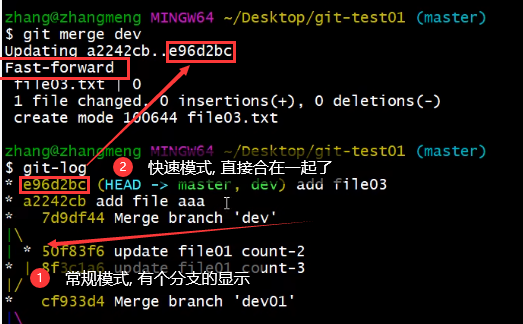 zhang@zhangmeng MINGW64 ~/Desktop/git-test01 (master)
$ git merge dev
Updating a2242cb..e96d2bc
Fast-forward
 file03.txt | 0
 1 file changed, 0 insertions(+), 0 deletions(-)
 create mode 100644 file03.txt
zhang@zhangmeng MINGW64 ~/Desktop/git-test01 (master)
$ git-log
2 快速模式, 直接合在一起了
* e96d2bc (HEAD -> master, dev) add file03
* a2242cb add file aaa
*   7d9df44 Merge branch 'dev'
|\
| * 50f83f6 update file01 count-2
* | 8f3c1a6 update file01 count-3
|/
1 常规模式, 有个分支的显示
*   cf933d4 Merge branch 'dev01'
|\